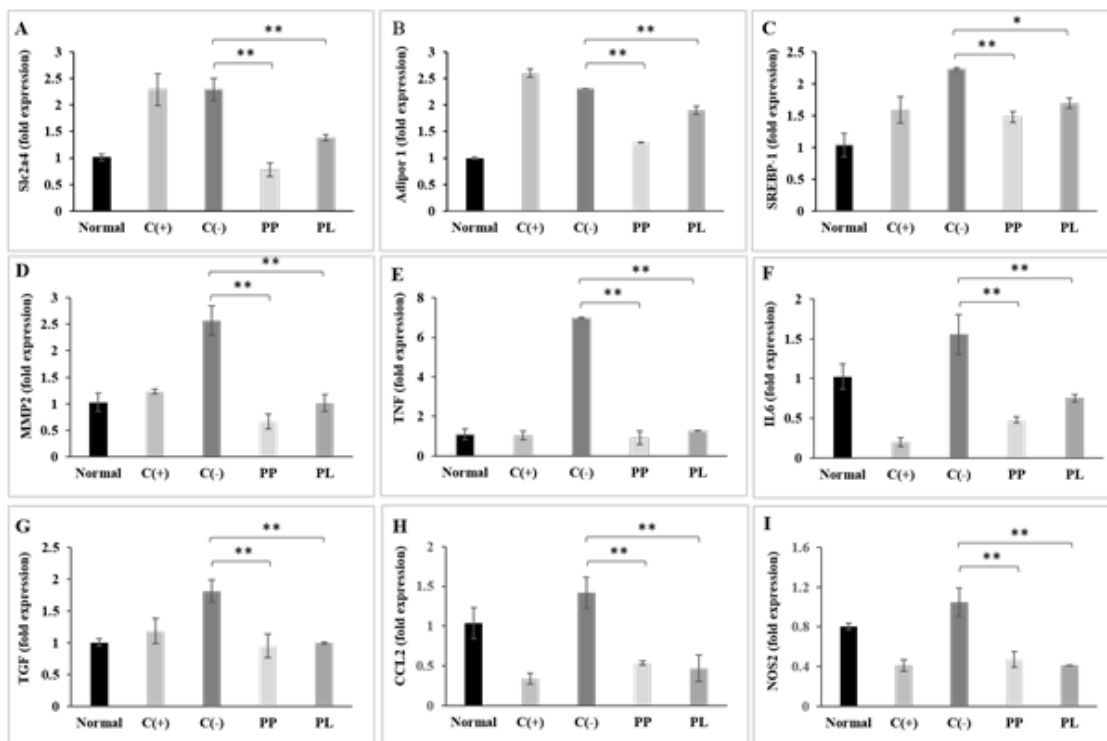 A
Slc2a4 (fold expression)
3
2.5
2
1.5
1
0.5
0
**
**
Normal C(+) C(-) PP PL
B
Adipor 1 (fold expression)
3
2.5
2
1.5
1
0.5
0
**
**
Normal C(+) C(-) PP PL
C
SREBP-1 (fold expression)
2.5
2
1.5
1
0.5
0
*
**
Normal C(+) C(-) PP PL
D
MMP2 (fold expression)
3
2.5
2
1.5
1
0.5
0
**
**
Normal C(+) C(-) PP PL
E
TNF (fold expression)
8
6
4
2
0
**
**
Normal C(+) C(-) PP PL
F
IL6 (fold expression)
2
1.5
1
0.5
0
**
**
Normal C(+) C(-) PP PL
G
TGF (fold expression)
2.5
2
1.5
1
0.5
0
**
**
Normal C(+) C(-) PP PL
H
CCL2 (fold expression)
2
1.5
1
0.5
0
**
**
Normal C(+) C(-) PP PL
I
NOS2 (fold expression)
1.6
1.2
0.8
0.4
0
**
**
Normal C(+) C(-) PP PL